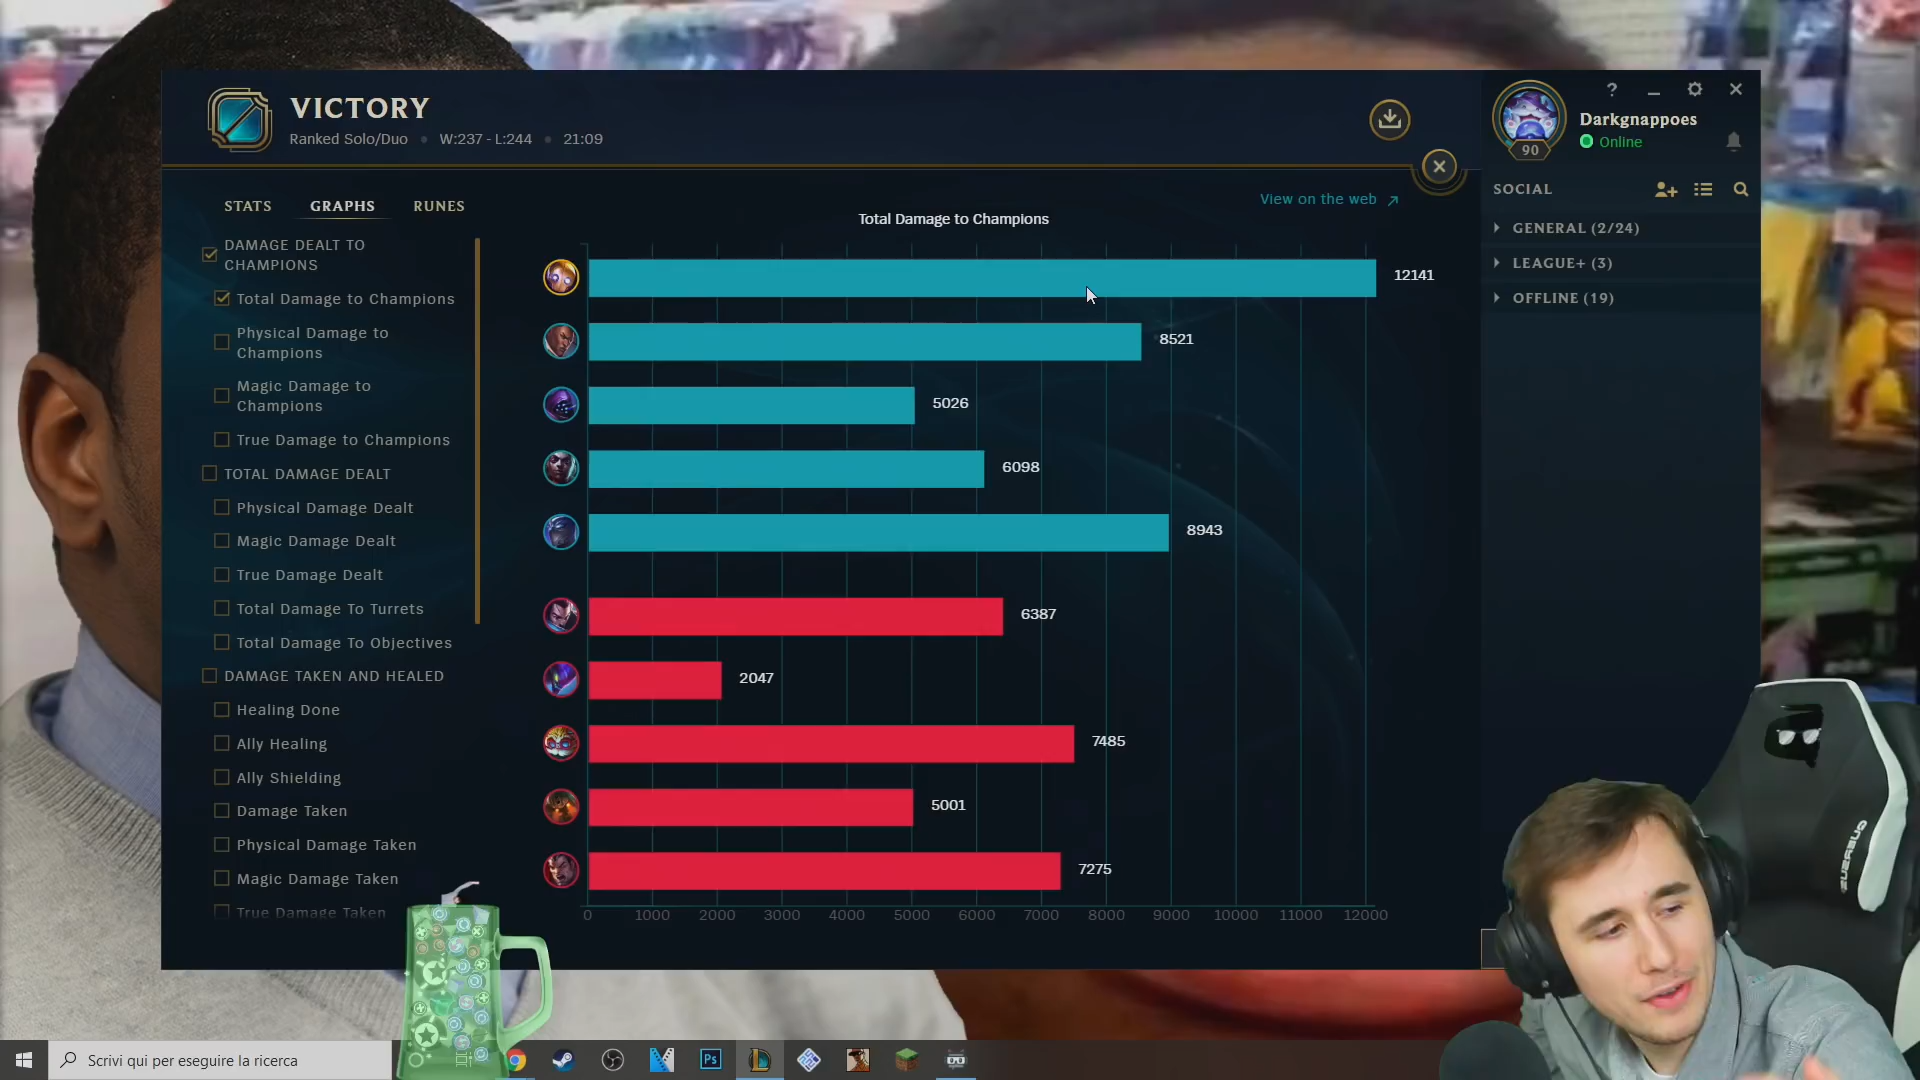 VICTORY
Ranked Solo/Duo • W:237 - L:244 • 21:09
Darkgnappoes
Online
90
SOCIAL
GENERAL (2/24)
LEAGUE+ (3)
OFFLINE (19)
STATS GRAPHS RUNES
View on the web
DAMAGE DEALT TO
CHAMPIONS
Total Damage to Champions
Physical Damage to
Champions
Magic Damage to
Champions
True Damage to Champions
TOTAL DAMAGE DEALT
Physical Damage Dealt
Magic Damage Dealt
True Damage Dealt
Total Damage To Turrets
Total Damage To Objectives
DAMAGE TAKEN AND HEALED
Healing Done
Ally Healing
Ally Shielding
Damage Taken
Physical Damage Taken
Magic Damage Taken
True Damage Taken
Total Damage to Champions
12141
8521
5026
6098
8943
6387
2047
7485
5001
7275
0 1000 2000 3000 4000 5000 6000 7000 8000 9000 10000 11000 12000
QUERSUS
Scrivi qui per eseguire la ricerca
Ps